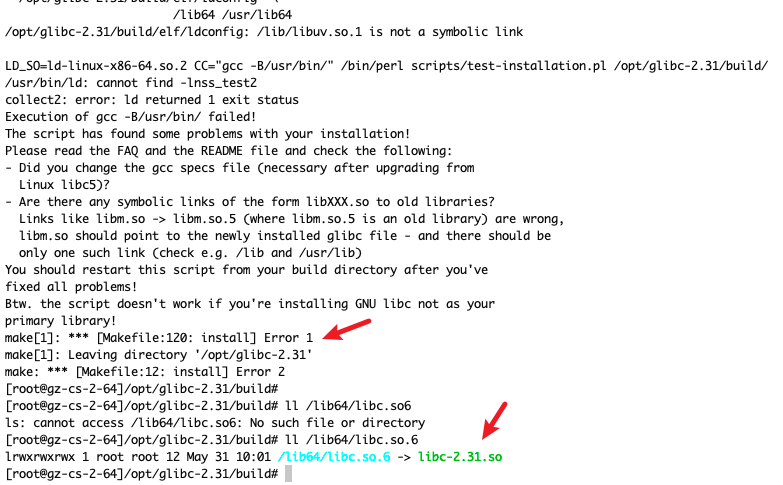 /opt/glibc-2.31/build/elf/ldconfig
/lib64 /usr/lib64
/opt/glibc-2.31/build/elf/ldconfig: /lib/libuv.so.1 is not a symbolic link
LD_SO=ld-linux-x86-64.so.2 CC="gcc -B/usr/bin/" /bin/perl scripts/test-installation.pl /opt/glibc-2.31/build/
/usr/bin/ld: cannot find -lnss_test2
collect2: error: ld returned 1 exit status
Execution of gcc -B/usr/bin/ failed!
The script has found some problems with your installation!
Please read the FAQ and the README file and check the following:
- Did you change the gcc specs file (necessary after upgrading from
Linux libc5)?
- Are there any symbolic links of the form libXXX.so to old libraries?
Links like libm.so -> libm.so.5 (where libm.so.5 is an old library) are wrong,
libm.so should point to the newly installed glibc file - and there should be
only one such link (check e.g. /lib and /usr/lib)
You should restart this script from your build directory after you've
fixed all problems!
Btw. the script doesn't work if you're installing GNU libc not as your
primary library!
make[1]: *** [Makefile:120: install] Error 1
make[1]: Leaving directory '/opt/glibc-2.31'
make: *** [Makefile:12: install] Error 2
[root@gz-cs-2-64]/opt/glibc-2.31/build#
[root@gz-cs-2-64]/opt/glibc-2.31/build# ll /lib64/libc.so6
ls: cannot access /lib64/libc.so6: No such file or directory
[root@gz-cs-2-64]/opt/glibc-2.31/build# ll /lib64/libc.so.6
lrwxrwxrwx 1 root root 12 May 31 10:01 /lib64/libc.so.6 -> libc-2.31.so
[root@gz-cs-2-64]/opt/glibc-2.31/build#